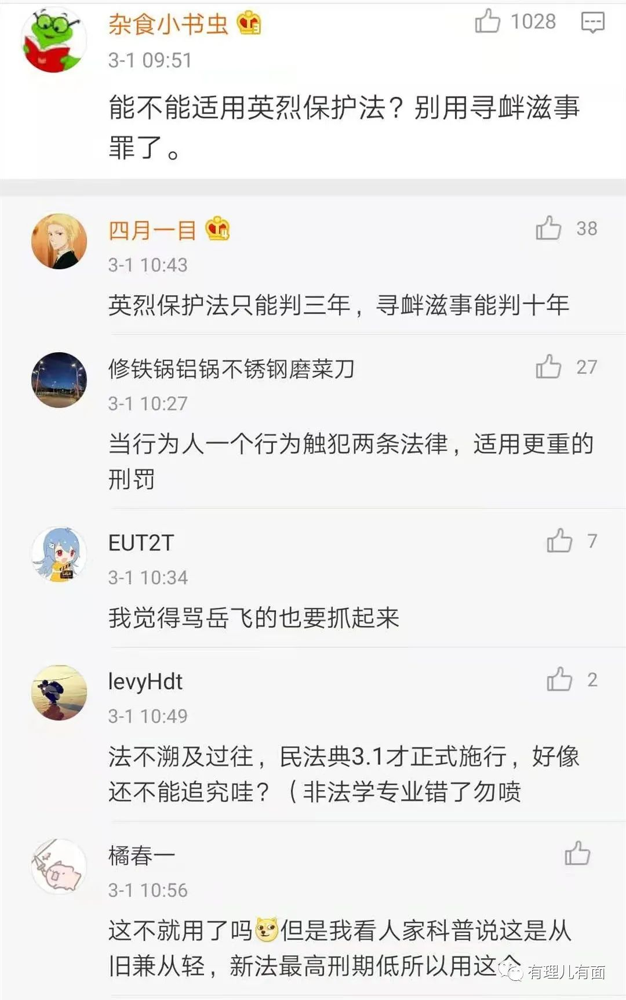 杂食小书虫 3 1028
3-1 09:51
能不能适用英烈保护法？别用寻衅滋事
罪了。
四月一目 4 38
3-1 10:43
英烈保护法只能判三年，寻衅滋事能判十年
修铁锅铝锅不锈钢磨菜刀 27
3-1 10:27
当行为人一个行为触犯两条法律，适用更重的
刑罚
EUT2T 7
3-1 10:34
我觉得骂岳飞的也要抓起来
levyHdt 2
3-1 10:49
法不溯及过往，民法典3.1才正式施行，好像
还不能追究哇？（非法学专业错了勿喷
橘春一
3-1 10:56
这不就用了吗但是我看人家科普说这是从
旧兼从轻，新法最高刑期低所以用这个
有理儿有面